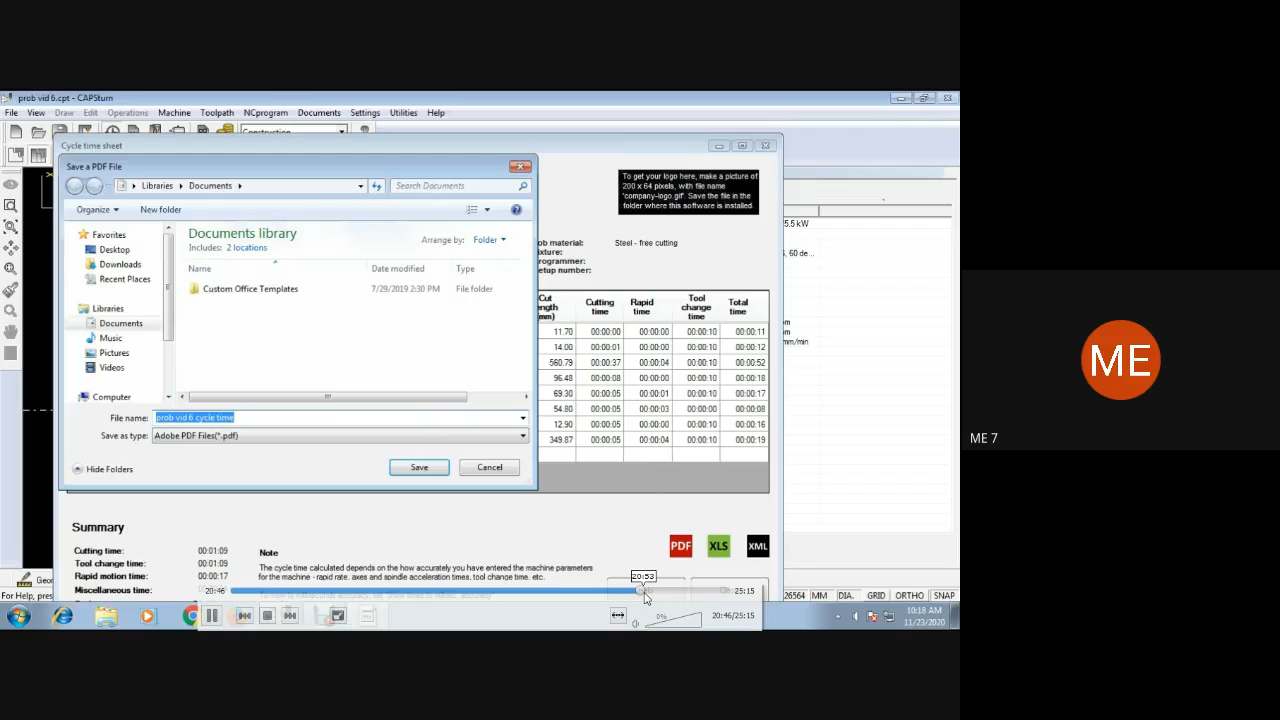 prob vid 6.cpt - CAPSturn
File View Draw Edit Operations Machine Toolpath NCprogram Documents Settings Utilities Help
Construction
Cycle time sheet
Save a PDF File
Libraries Documents
Search Documents
Organize New folder
Favorites
Desktop
Downloads
Recent Places
Libraries
Documents
Music
Pictures
Videos
Computer
Documents library
Includes: 2 locations
Arrange by: Folder
Name Date modified Type
Custom Office Templates 7/29/2019 2:30 PM File folder
File name: prob vid 6 cycle time
Save as type: Adobe PDF Files(*.pdf)
Hide Folders
Save Cancel
To get your logo here, make a picture of
200 x 64 pixels, with file name
'company-logo.gif'. Save the file in the
folder where this software is installed.
ob material: Steel - free cutting
ixture:
rogrammer:
etup number:
5.5 kW
, 60 de...
pm
m
mm/min
Cut
ngth
mm) Cutting
time Rapid
time Tool
change
time Total
time
11.70 00:00:00 00:00:00 00:00:10 00:00:11
14.00 00:00:01 00:00:00 00:00:10 00:00:12
560.79 00:00:37 00:00:04 00:00:10 00:00:52
96.48 00:00:08 00:00:00 00:00:10 00:00:18
69.30 00:00:05 00:00:01 00:00:10 00:00:17
54.80 00:00:05 00:00:03 00:00:00 00:00:08
12.90 00:00:05 00:00:00 00:00:10 00:00:16
349.87 00:00:05 00:00:04 00:00:10 00:00:19
Summary
Cutting time: 00:01:09
Tool change time: 00:01:09
Rapid motion time: 00:00:17
Miscellaneous time:
Note
The cycle time calculated depends on the how accurately you have entered the machine parameters
for the machine - rapid rate, axes and spindle acceleration times, tool change time, etc.
PDF XLS XML
20:53
20:46 25:15
Geo
For Help, press
26564 MM DIA. GRID ORTHO SNAP
0%
20:46/25:15
10:18 AM
11/23/2020
ME
ME 7